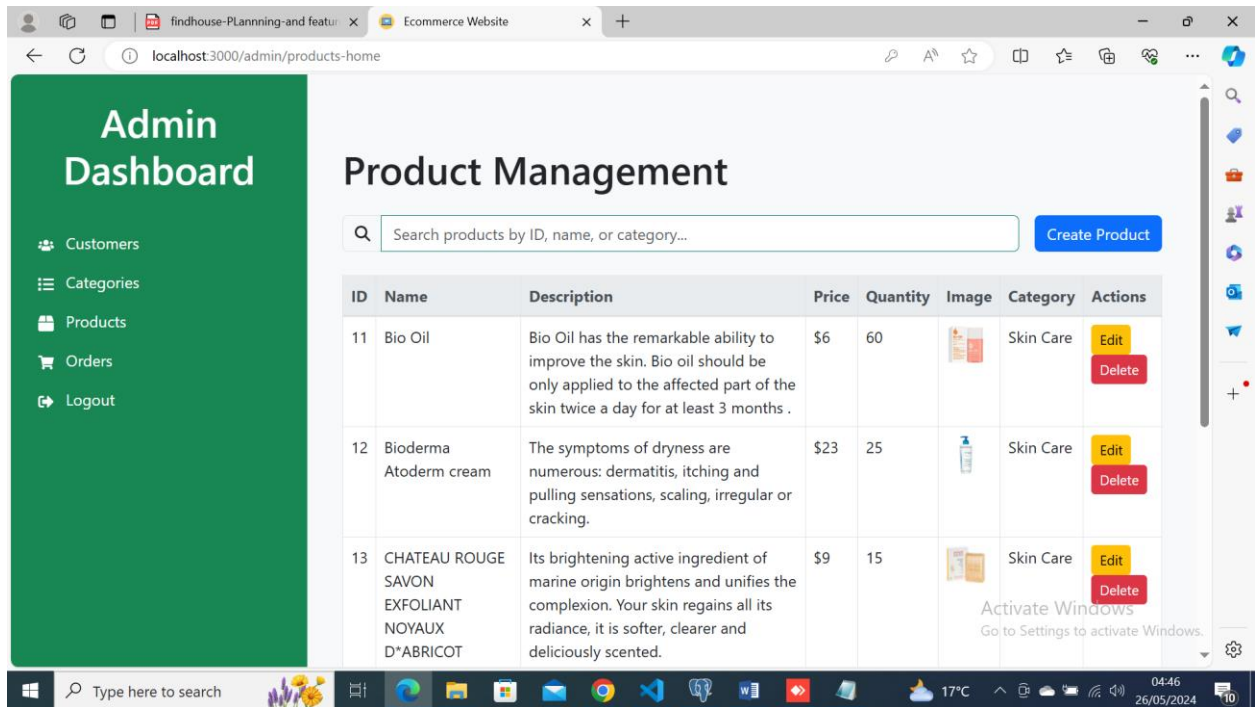 findhouse-PLannning-and featur
Ecommerce Website
localhost:3000/admin/products-home
Admin
Dashboard
Customers
Categories
Products
Orders
Logout
Product Management
Search products by ID, name, or category...
Create Product
ID Name Description Price Quantity Image Category Actions
11 Bio Oil Bio Oil has the remarkable ability to $6 60 Skin Care Edit
improve the skin. Bio oil should be
only applied to the affected part of the Delete
skin twice a day for at least 3 months .
12 Bioderma The symptoms of dryness are $23 25 Skin Care Edit
Atoderm cream numerous: dermatitis, itching and
pulling sensations, scaling, irregular or Delete
cracking.
13 CHATEAU ROUGE Its brightening active ingredient of $9 15 Skin Care Edit
SAVON marine origin brightens and unifies the
EXFOLIANT complexion. Your skin regains all its Delete
NOYAUX radiance, it is softer, clearer and
D*ABRICOT deliciously scented.
Activate Windows
Go to Settings to activate Windows.
Type here to search
17°C
04:46
26/05/2024
10